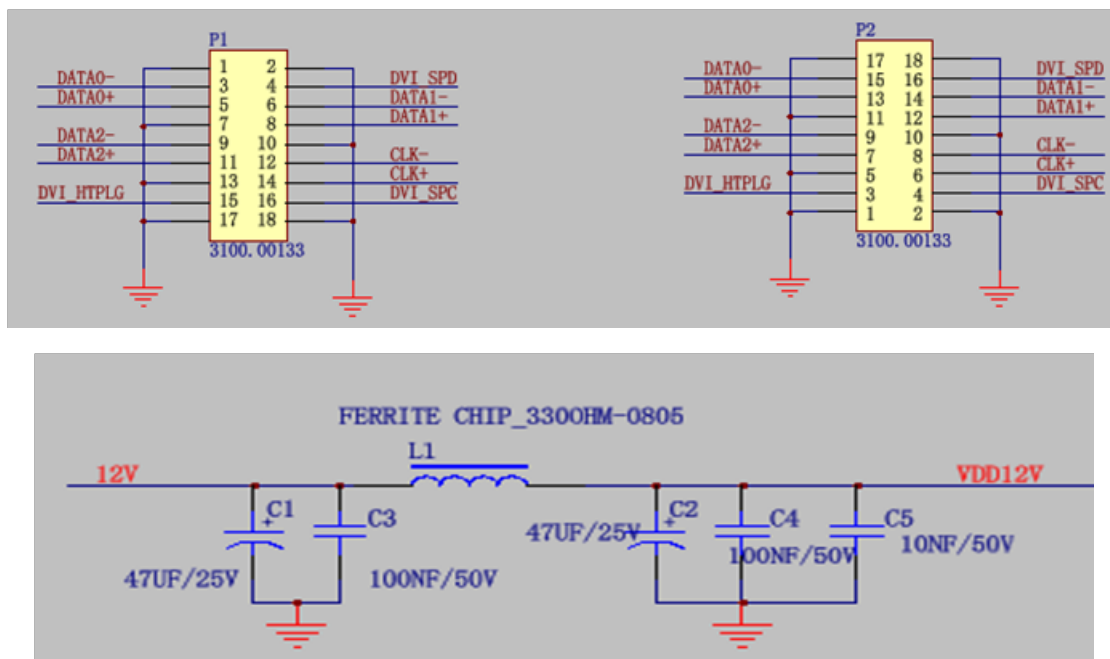 P1
1 2
DATA0- 3 4 DVI_SPD
DATA0+ 5 6 DATA1-
7 8 DATA1+
DATA2- 9 10
DATA2+ 11 12 CLK-
13 14 CLK+
DVI_HTPLG 15 16 DVI_SPC
17 18
3100.00133
P2
17 18
DATA0- 15 16 DVI_SPD
DATA0+ 13 14 DATA1-
11 12 DATA1+
DATA2- 9 10
DATA2+ 7 8 CLK-
5 6 CLK+
DVI_HTPLG 3 4 DVI_SPC
1 2
3100.00133
FERRITE CHIP_330OHM-0805
L1
12V
VDD12V
+ C1
C3
+ C2
C4
C5
47UF/25V
100NF/50V
47UF/25V
100NF/50V
10NF/50V